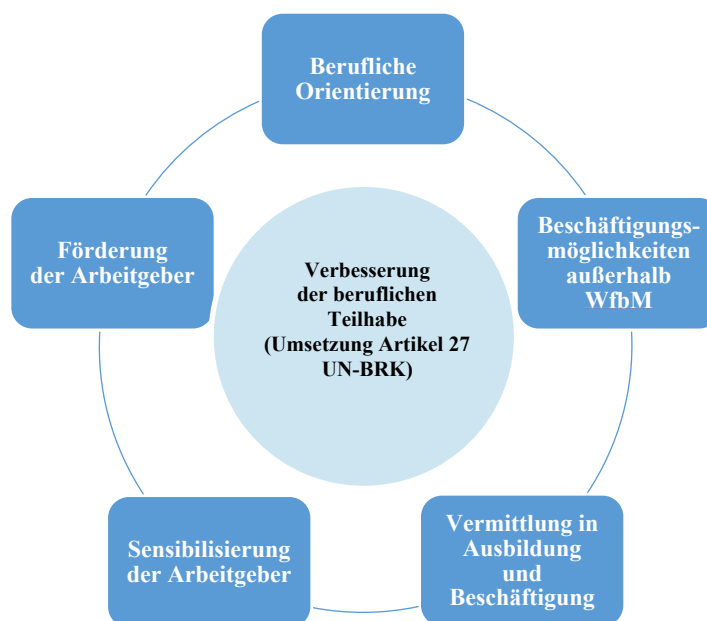 Berufliche
Orientierung
Beschäftigungs-
möglichkeiten
außerhalb
WfbM
Vermittlung in
Ausbildung
und
Beschäftigung
Sensibilisierung
der Arbeitgeber
Förderung
der Arbeitgeber
Verbesserung
der beruflichen
Teilhabe
(Umsetzung Artikel 27
UN-BRK)